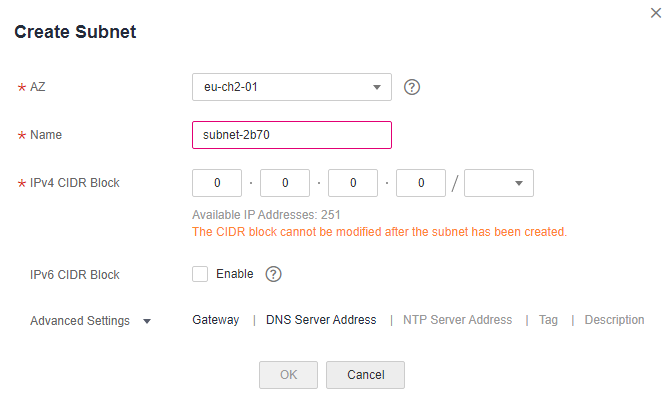 Create Subnet
* AZ eu-ch2-01 ?
* Name subnet-2b70
* IPv4 CIDR Block 0 · 0 · 0 · 0 /
Available IP Addresses: 251
The CIDR block cannot be modified after the subnet has been created.
IPv6 CIDR Block Enable ?
Advanced Settings Gateway | DNS Server Address | NTP Server Address | Tag | Description
OK Cancel